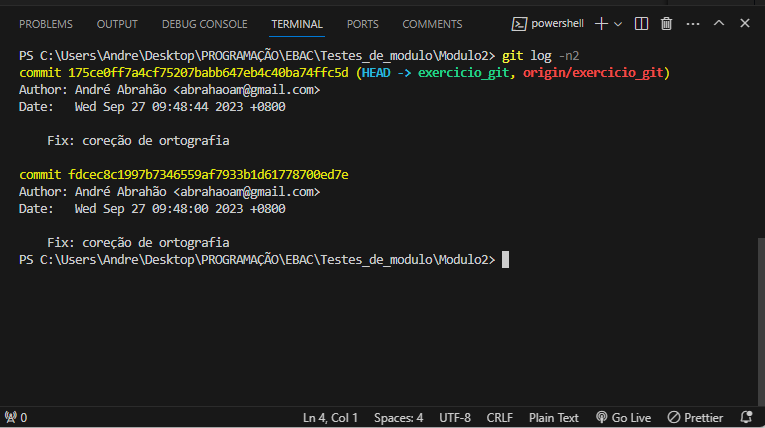 PROBLEMS OUTPUT DEBUG CONSOLE TERMINAL PORTS COMMENTS powershell
PS C:\Users\Andre\Desktop\PROGRAMAÇÃO\EBAC\Testes_de_modulo\Modulo2> git log -n2
commit 175ce0ff7a4cf75207babb647eb4c40ba74ffc5d (HEAD -> exercicio_git, origin/exercicio_git)
Author: André Abrahão <abrahaoam@gmail.com>
Date:   Wed Sep 27 09:48:44 2023 +0800
Fix: coreção de ortografia
commit fdcec8c1997b7346559af7933b1d61778700ed7e
Author: André Abrahão <abrahaoam@gmail.com>
Date:   Wed Sep 27 09:48:00 2023 +0800
Fix: coreção de ortografia
PS C:\Users\Andre\Desktop\PROGRAMAÇÃO\EBAC\Testes_de_modulo\Modulo2>
0 Ln 4, Col 1 Spaces: 4 UTF-8 CRLF Plain Text Go Live Prettier